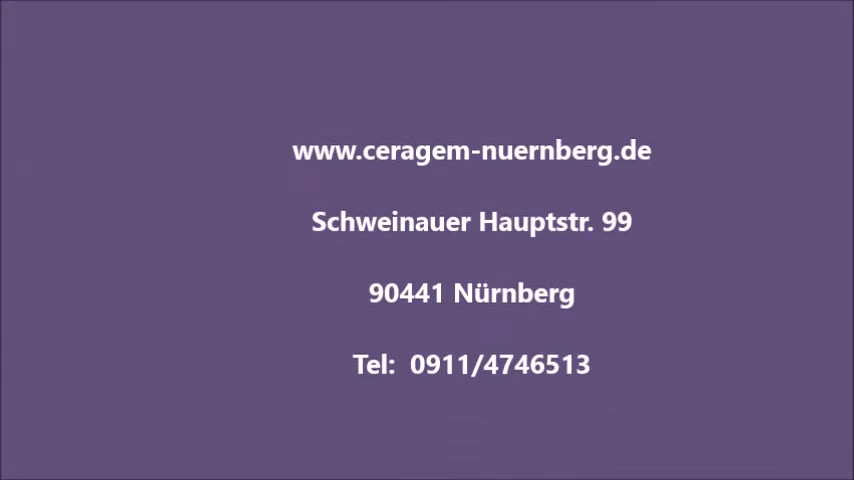 www.ceragem-nuernberg.de
Schweinauer Hauptstr. 99
90441 Nürnberg
Tel:  0911/4746513